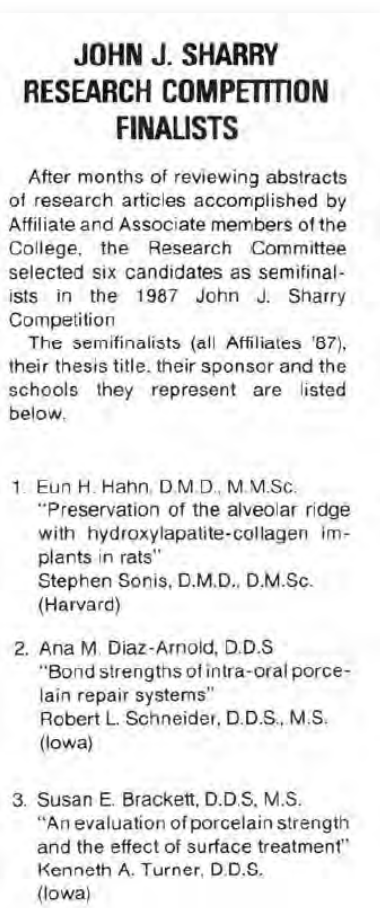 JOHN J. SHARRY
RESEARCH COMPETITION
FINALISTS
After months of reviewing abstracts
of research articles accomplished by
Affiliate and Associate members of the
College, the Research Committee
selected six candidates as semifinal-
ists in the 1987 John J. Sharry
Competition
The semifinalists (all Affiliates '87),
their thesis title, their sponsor and the
schools they represent are listed
below.
1. Eun H. Hahn, D.M.D., M.M.Sc.
"Preservation of the alveolar ridge
with hydroxylapatite-collagen im-
plants in rats"
Stephen Sonis, D.M.D., D.M.Sc.
(Harvard)
2. Ana M. Diaz-Arnold, D.D.S
"Bond strengths of intra-oral porce-
lain repair systems"
Robert L. Schneider, D.D.S., M.S.
(Iowa)
3. Susan E. Brackett, D.D.S, M.S.
"An evaluation of porcelain strength
and the effect of surface treatment"
Kenneth A. Turner, D.D.S.
(Iowa)